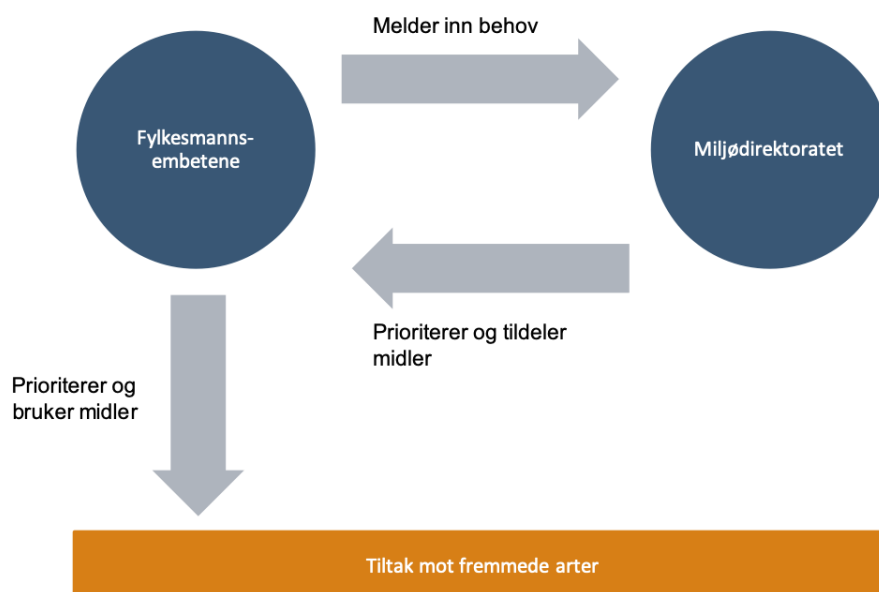 Melder inn behov
Fylkesmanns-
embetene
Miljødirektoratet
Prioriterer og tildeler
midler
Prioriterer og
bruker midler
Tiltak mot fremmede arter